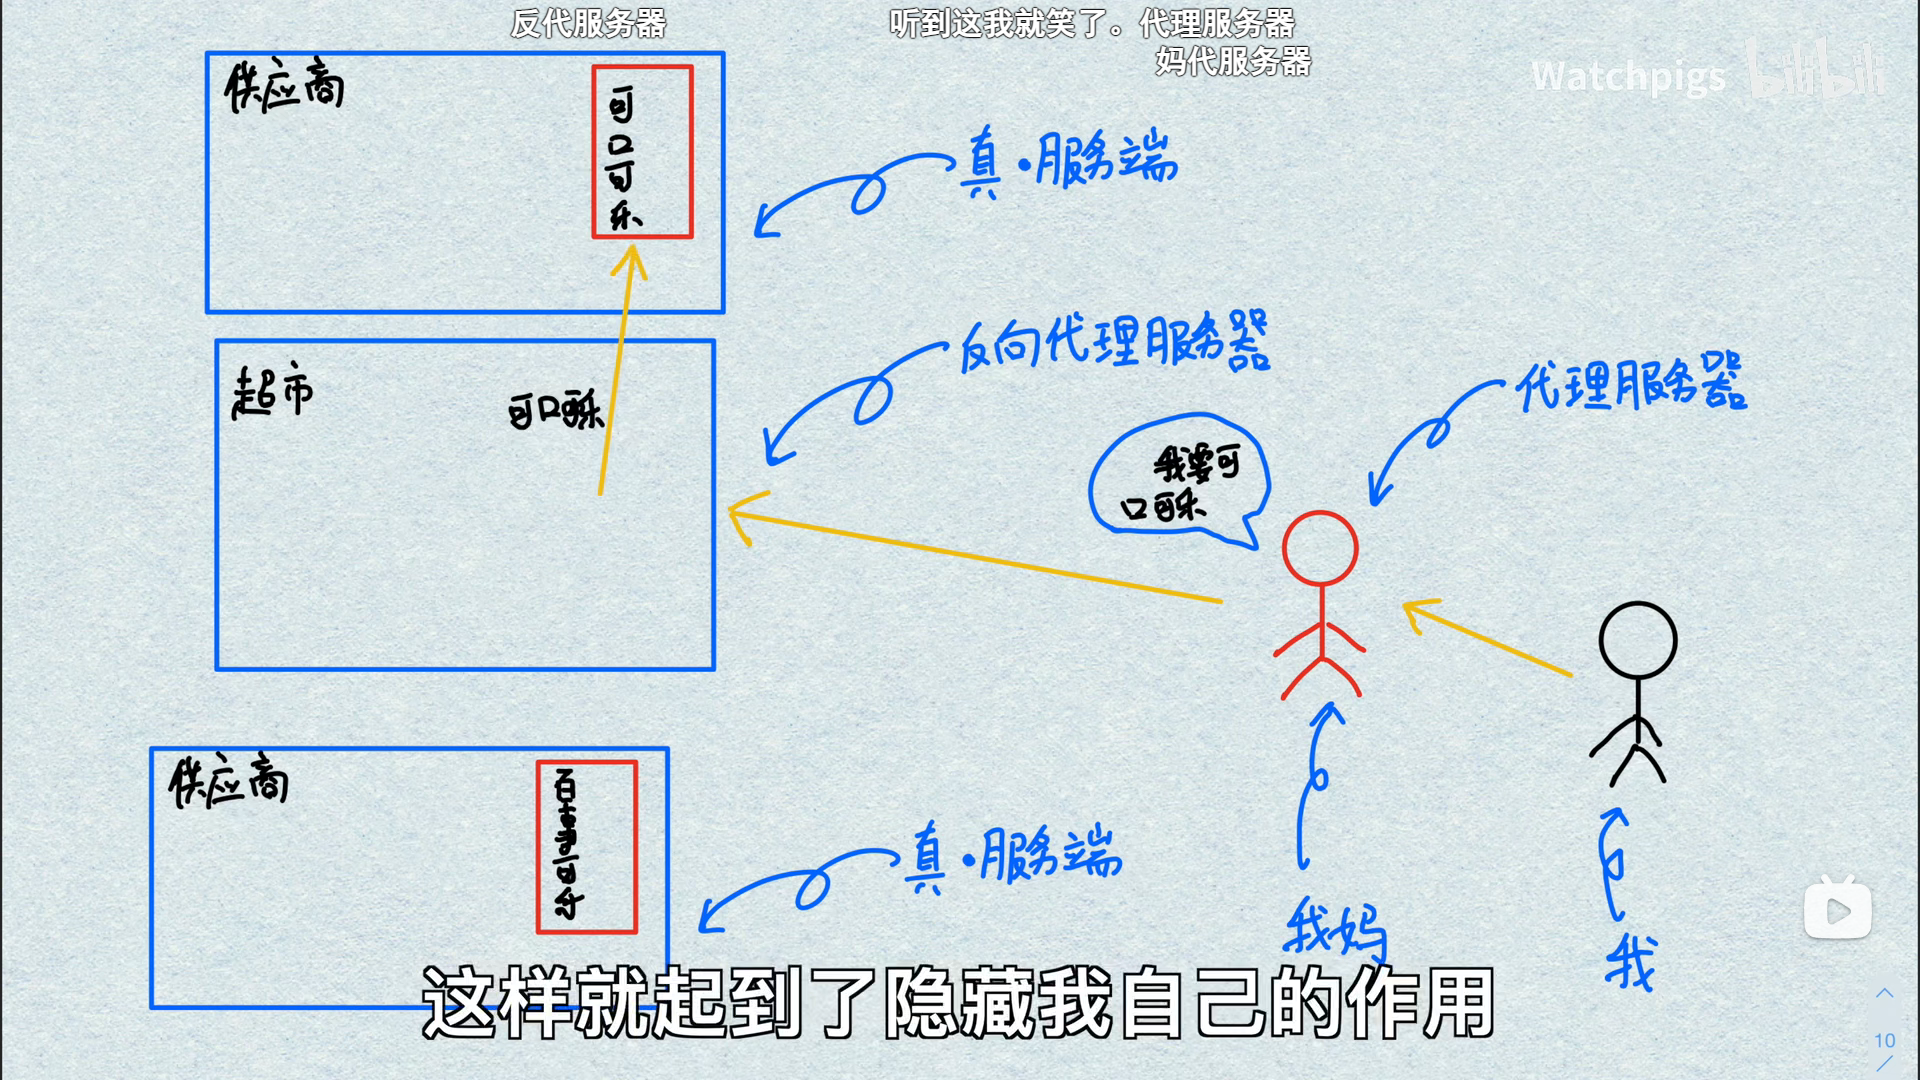 反代服务器
听到这我就笑了。代理服务器
妈代服务器
Watchpigs bilibili
供应商
可口可乐
真·服务端
超市
可口可乐
反向代理服务器
代理服务器
我要可
口可乐
供应商
百事可乐
真·服务端
我妈
我
这样就起到了隐藏我自己的作用
10